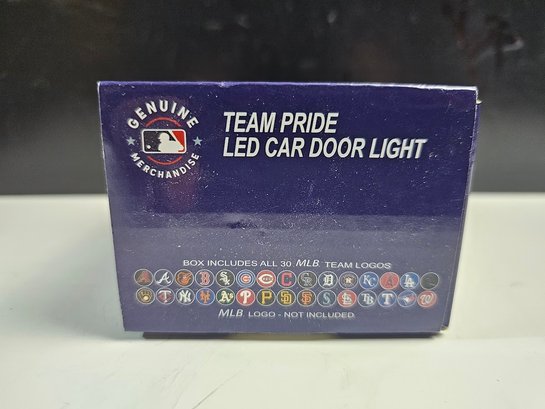 GENUINE
MERCHANDISE
TEAM PRIDE
LED CAR DOOR LIGHT
BOX INCLUDES ALL 30 MLB TEAM LOGOS
MLB LOGO - NOT INCLUDED